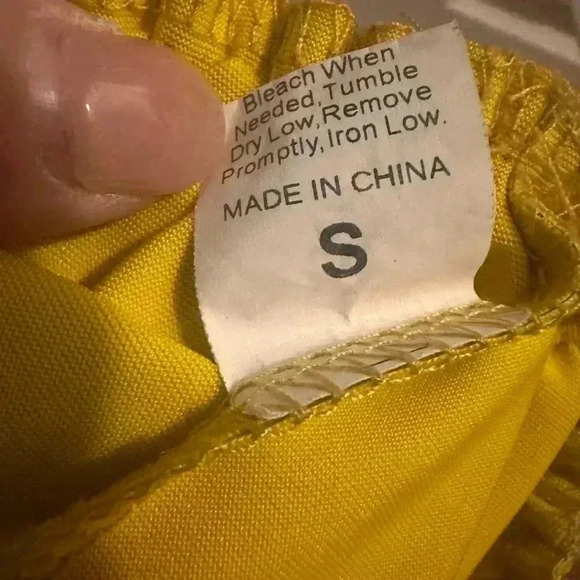 Bleach When
Needed,Tumble
Dry Low,Remove
Promptly,Iron Low.
MADE IN CHINA
S